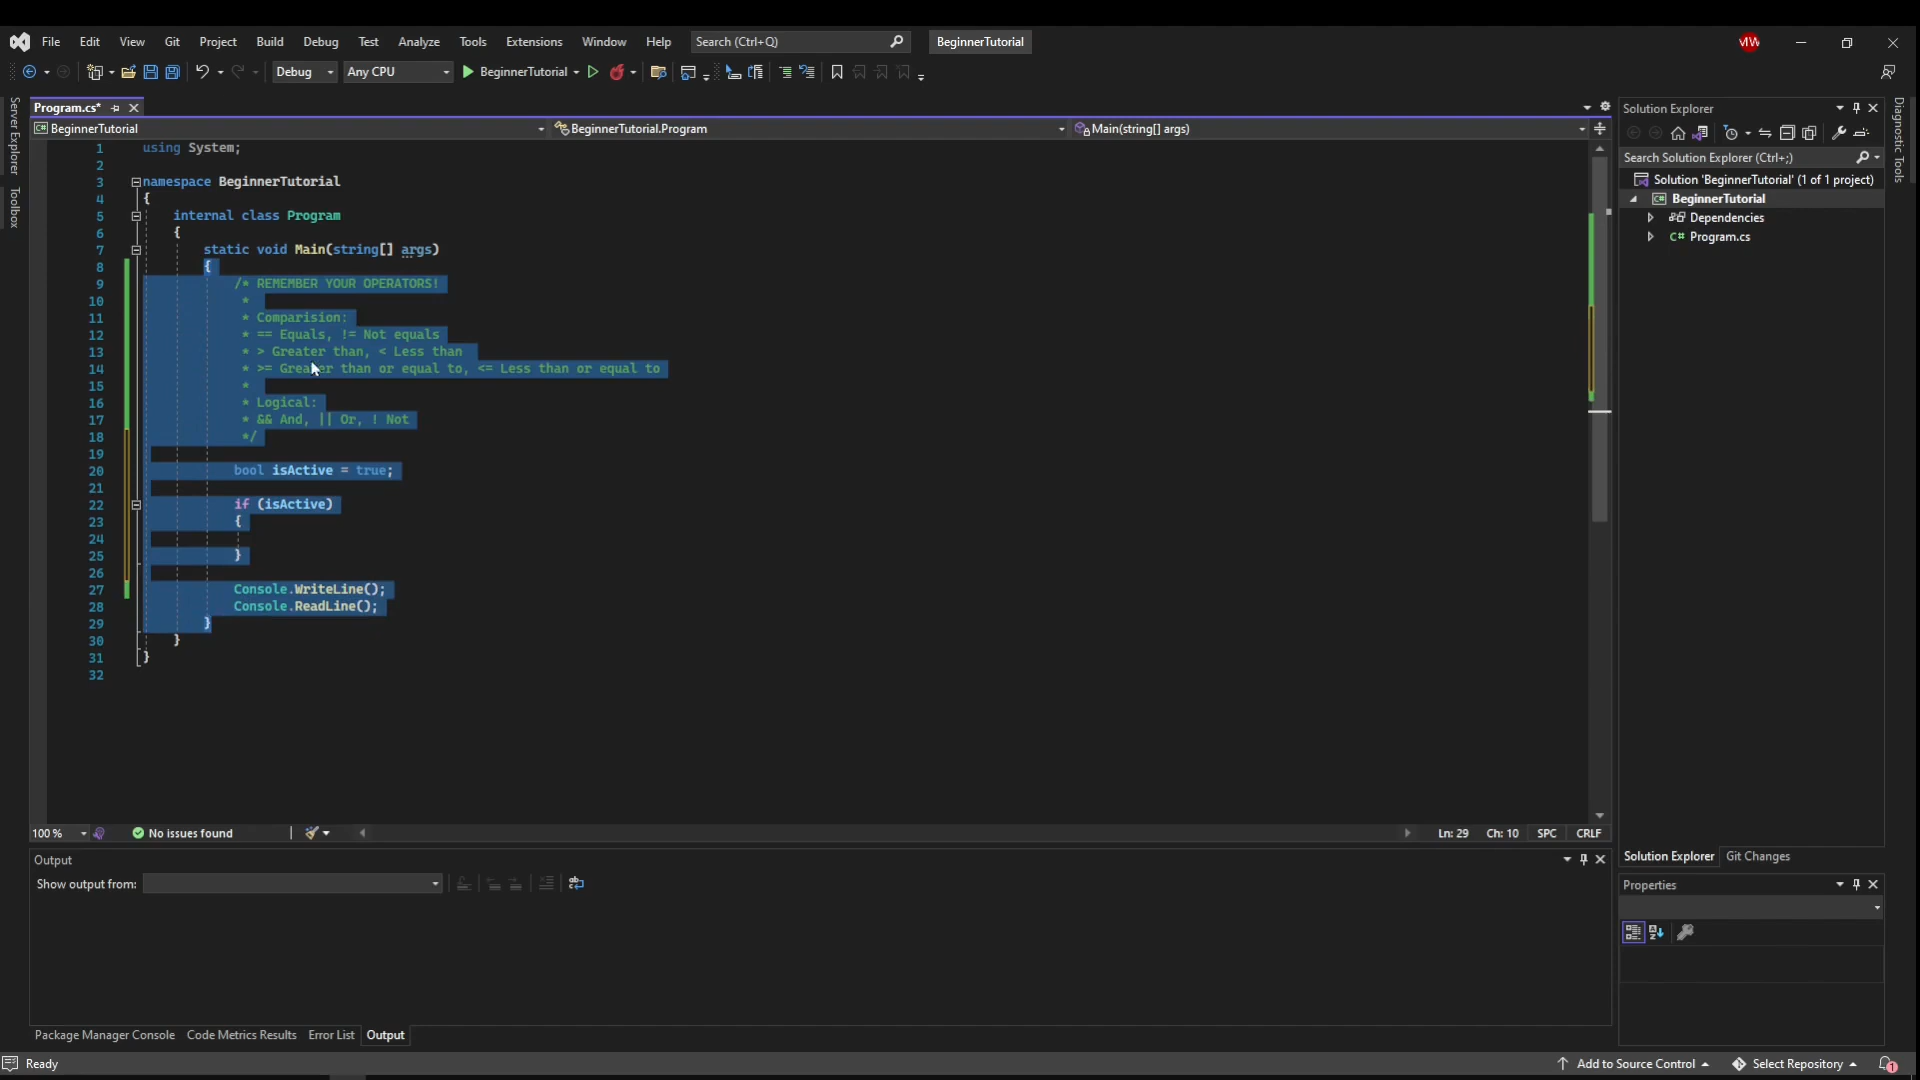 File Edit View Git Project Build Debug Test Analyze Tools Extensions Window Help Search (Ctrl+Q) BeginnerTutorial MW
Debug Any CPU BeginnerTutorial
Server Explorer
Toolbox
Program.cs*
BeginnerTutorial BeginnerTutorial.Program Main(string[] args)
1 using System;
2
3 namespace BeginnerTutorial
4 {
5 internal class Program
6 {
7 static void Main(string[] args)
8 {
9 /* REMEMBER YOUR OPERATORS!
10 *
11 * Comparision:
12 * == Equals, != Not equals
13 * > Greater than, < Less than
14 * >= Greater than or equal to, <= Less than or equal to
15 *
16 * Logical:
17 * && And, || Or, ! Not
18 */
19
20 bool isActive = true;
21
22 if (isActive)
23 {
24
25 }
26
27 Console.WriteLine();
28 Console.ReadLine();
29 }
30 }
31 }
32
100 % No issues found Ln: 29 Ch: 10 SPC CRLF
Output
Show output from:
Package Manager Console Code Metrics Results Error List Output
Solution Explorer
Search Solution Explorer (Ctrl+;)
Solution 'BeginnerTutorial' (1 of 1 project)
C# BeginnerTutorial
Dependencies
C# Program.cs
Solution Explorer Git Changes
Properties
Diagnostic Tools
Ready Add to Source Control Select Repository 1